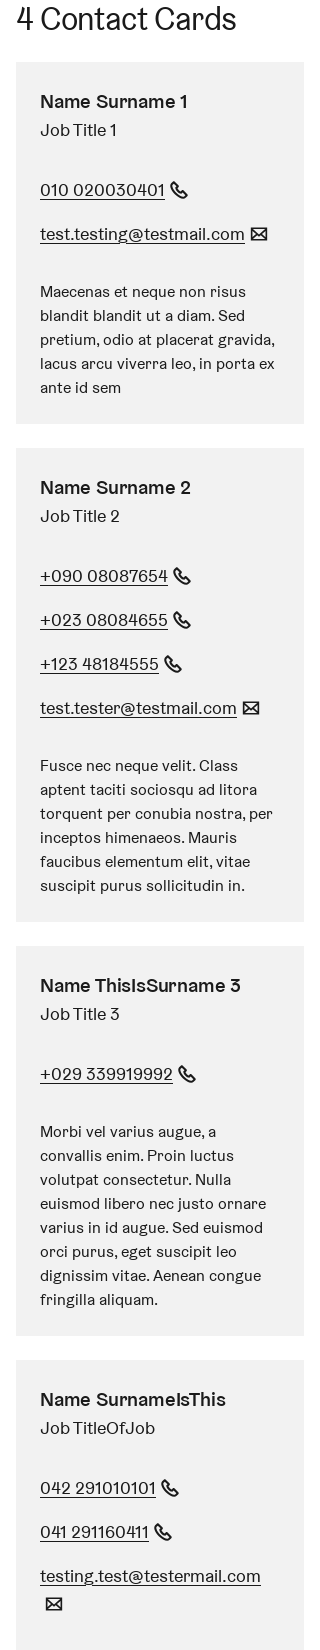 4 Contact Cards
Name Surname 1
Job Title 1
010 020030401
test.testing@testmail.com
Maecenas et neque non risus
blandit blandit ut a diam. Sed
pretium, odio at placerat gravida,
lacus arcu viverra leo, in porta ex
ante id sem
Name Surname 2
Job Title 2
+090 08087654
+023 08084655
+123 48184555
test.tester@testmail.com
Fusce nec neque velit. Class
aptent taciti sociosqu ad litora
torquent per conubia nostra, per
inceptos himenaeos. Mauris
faucibus elementum elit, vitae
suscipit purus sollicitudin in.
Name ThisIsSurname 3
Job Title 3
+029 339919992
Morbi vel varius augue, a
convallis enim. Proin luctus
volutpat consectetur. Nulla
euismod libero nec justo ornare
varius in id augue. Sed euismod
orci purus, eget suscipit leo
dignissim vitae. Aenean congue
fringilla aliquam.
Name SurnameIsThis
Job TitleOfJob
042 291010101
041 291160411
testing.test@testermail.com